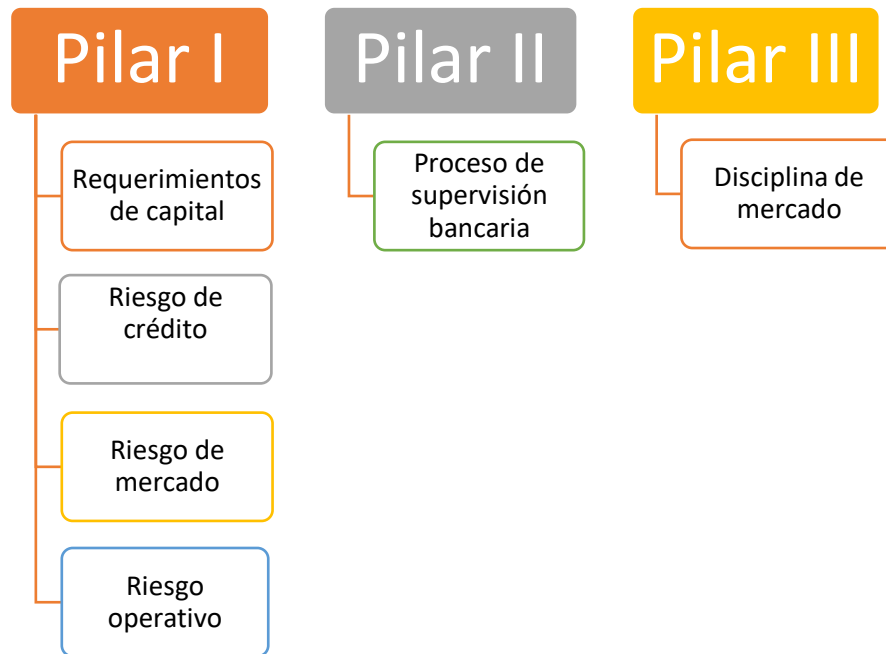 Pilar I
Requerimientos
de capital
Riesgo de
crédito
Riesgo de
mercado
Riesgo
operativo
Pilar II
Proceso de
supervisión
bancaria
Pilar III
Disciplina de
mercado